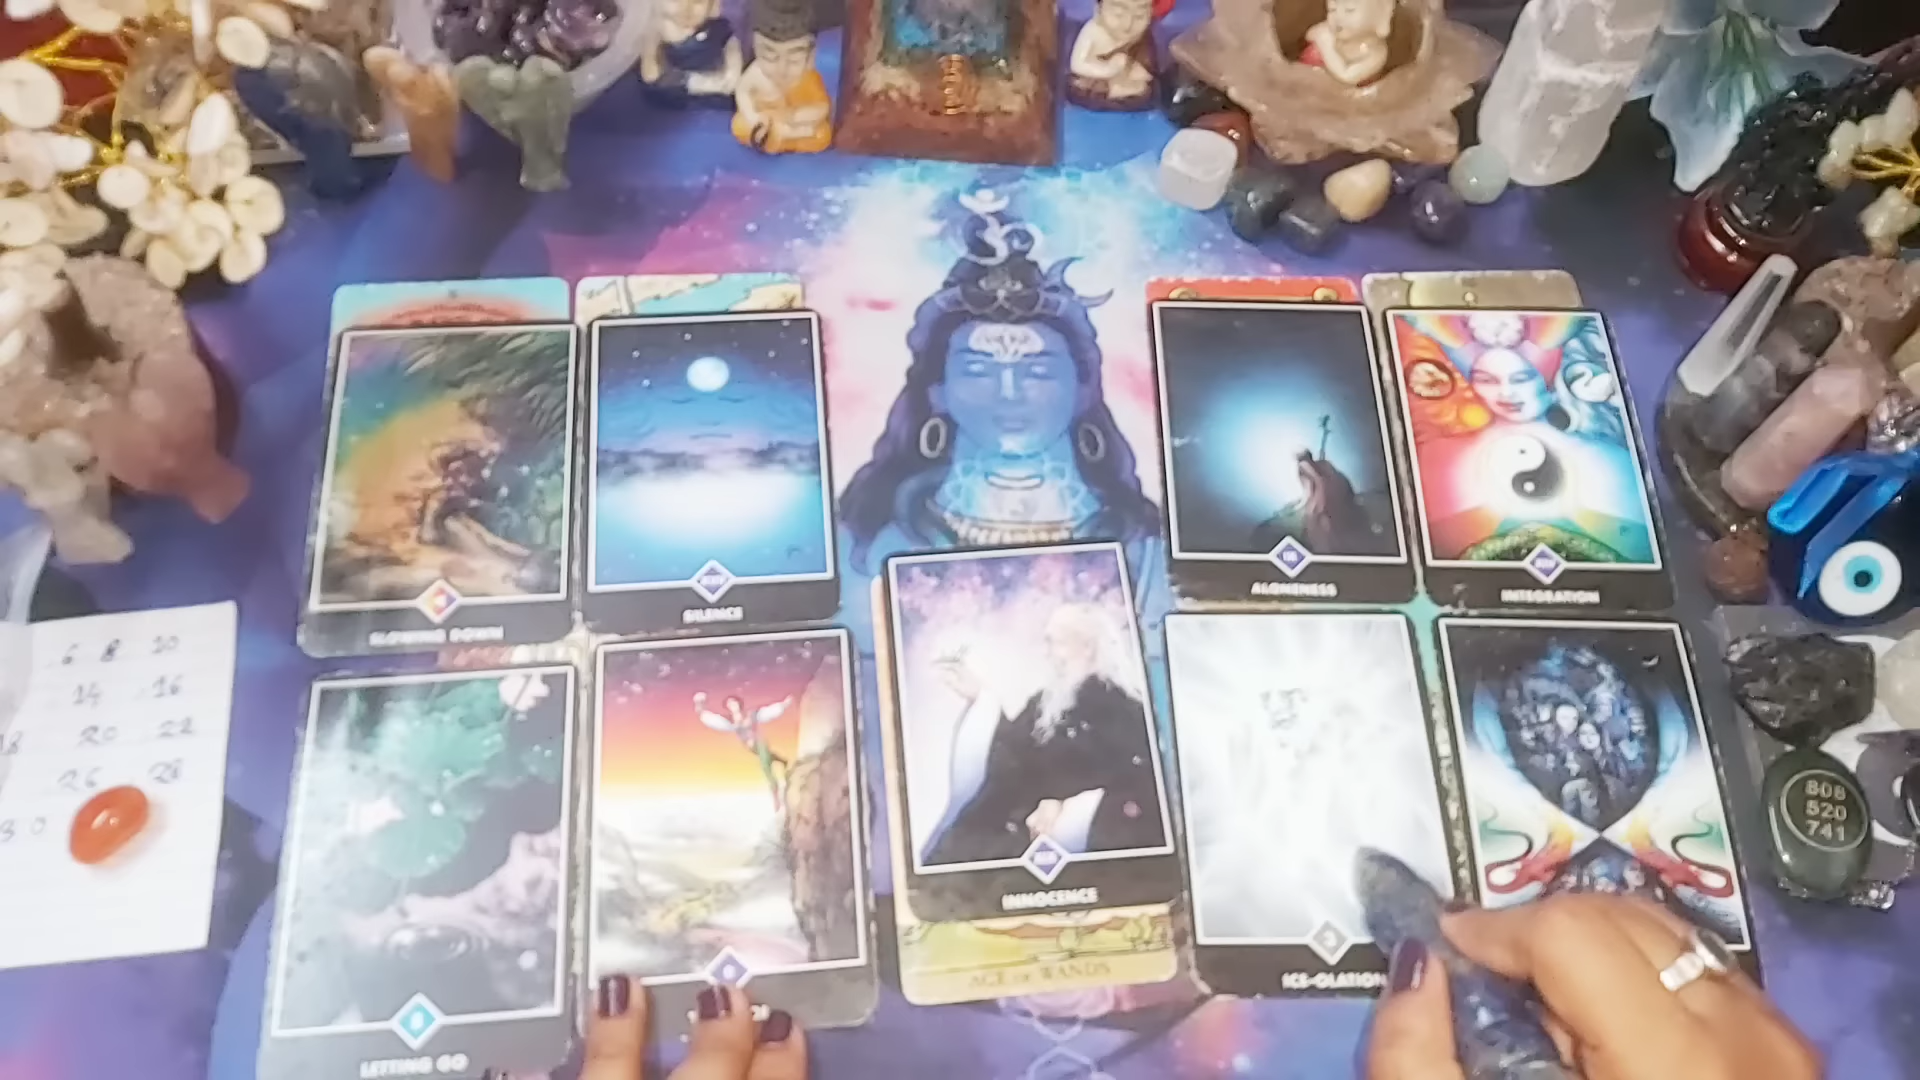 SLOWING DOWN
SILENCE
ALONENESS
INTEGRATION
6 8 10
14 16
18 20 22
26 28
30
INNOCENCE
ACE OF WANDS
ICE-OLATION
LETTING GO
808
520
741